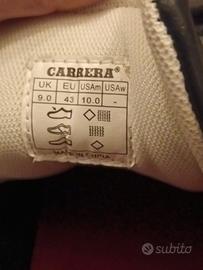 CARRERA®
UK EU USAm USAw
9.0 43 10.0 -
MADE IN CHINA
subito